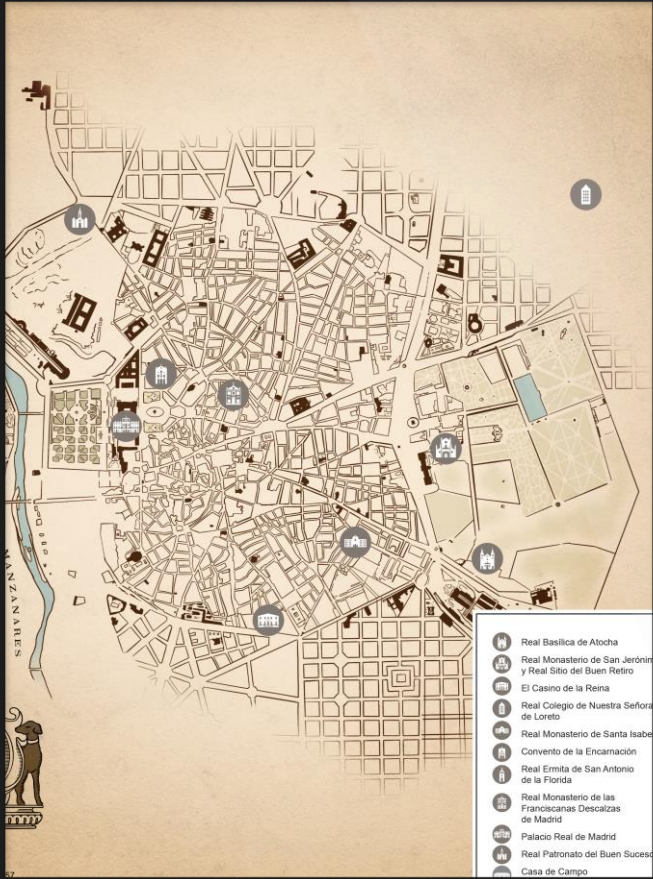 MANZANARES
Real Basílica de Atocha
Real Monasterio de San Jerónim
y Real Sitio del Buen Retiro
El Casino de la Reina
Real Colegio de Nuestra Señora
de Loreto
Real Monasterio de Santa Isabe
Convento de la Encarnación
Real Ermita de San Antonio
de la Florida
Real Monasterio de las
Franciscanas Descalzas
de Madrid
Palacio Real de Madrid
Real Patronato del Buen Suceso
Casa de Campo
57